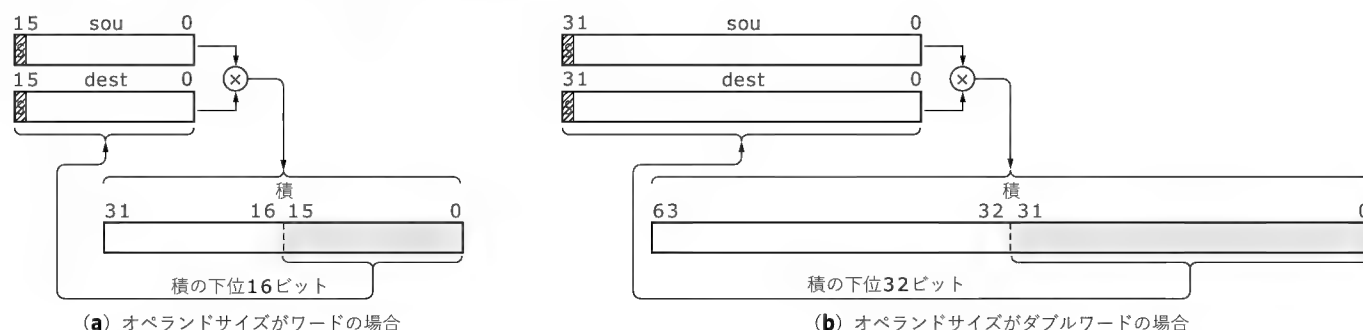 15 sou 0
15 dest 0
積
31 16 15 0
積の下位16ビット
(a) オペランドサイズがワードの場合
31 sou 0
31 dest 0
積
63 32 31 0
積の下位32ビット
(b) オペランドサイズがダブルワードの場合